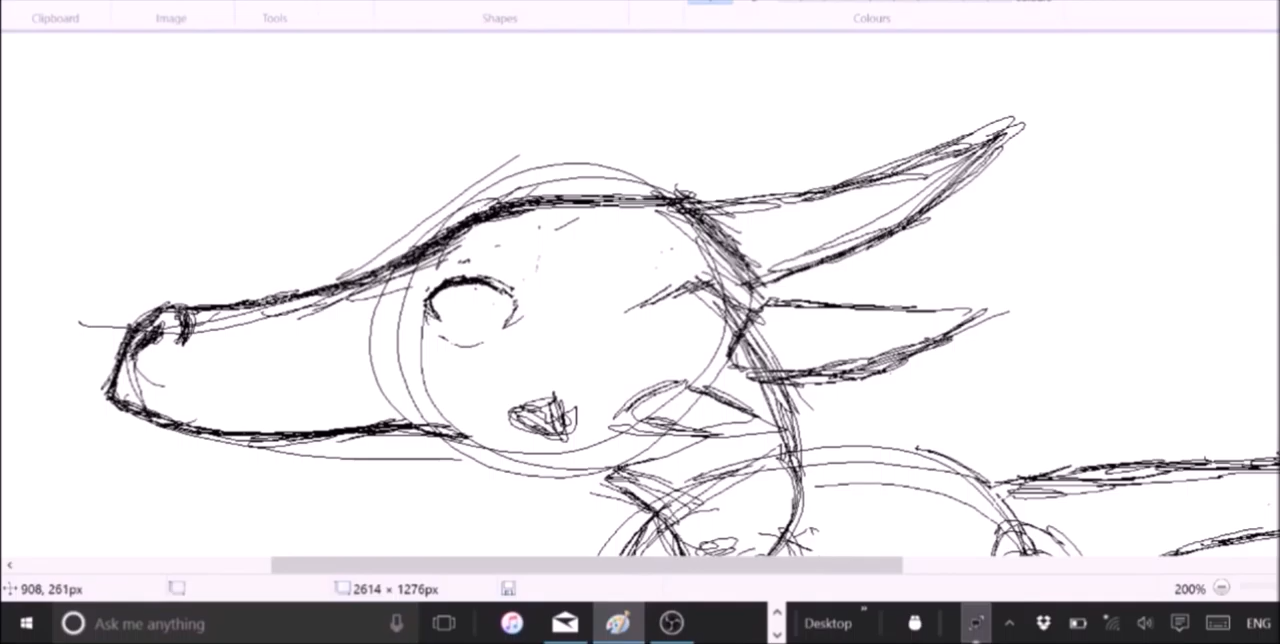 Clipboard Image Tools Shapes Colours
908, 261px 2614 × 1276px 200%
Ask me anything Desktop ENG